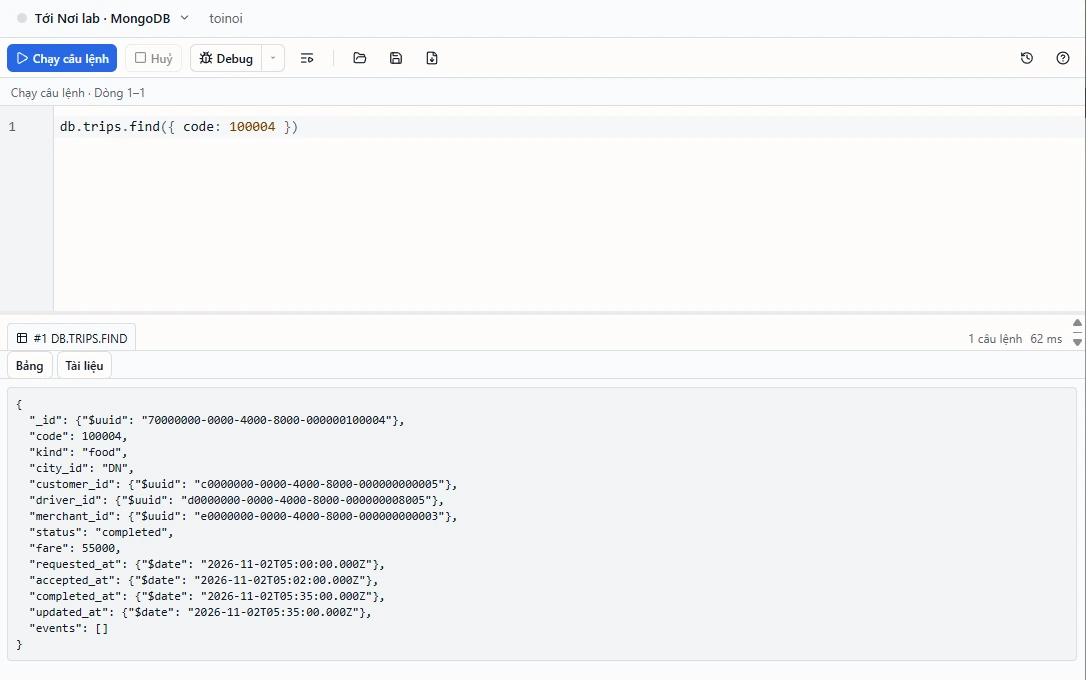 Tới Nơi lab · MongoDB toinoi
Chạy câu lệnh Huỷ Debug
Chạy câu lệnh · Dòng 1–1
1 db.trips.find({ code: 100004 })
#1 DB.TRIPS.FIND 1 câu lệnh 62 ms
Bảng Tài liệu
{
  "_id": {"$uuid": "70000000-0000-4000-8000-000000100004"},
  "code": 100004,
  "kind": "food",
  "city_id": "DN",
  "customer_id": {"$uuid": "c0000000-0000-4000-8000-000000000005"},
  "driver_id": {"$uuid": "d0000000-0000-4000-8000-000000008005"},
  "merchant_id": {"$uuid": "e0000000-0000-4000-8000-000000000003"},
  "status": "completed",
  "fare": 55000,
  "requested_at": {"$date": "2026-11-02T05:00:00.000Z"},
  "accepted_at": {"$date": "2026-11-02T05:02:00.000Z"},
  "completed_at": {"$date": "2026-11-02T05:35:00.000Z"},
  "updated_at": {"$date": "2026-11-02T05:35:00.000Z"},
  "events": []
}